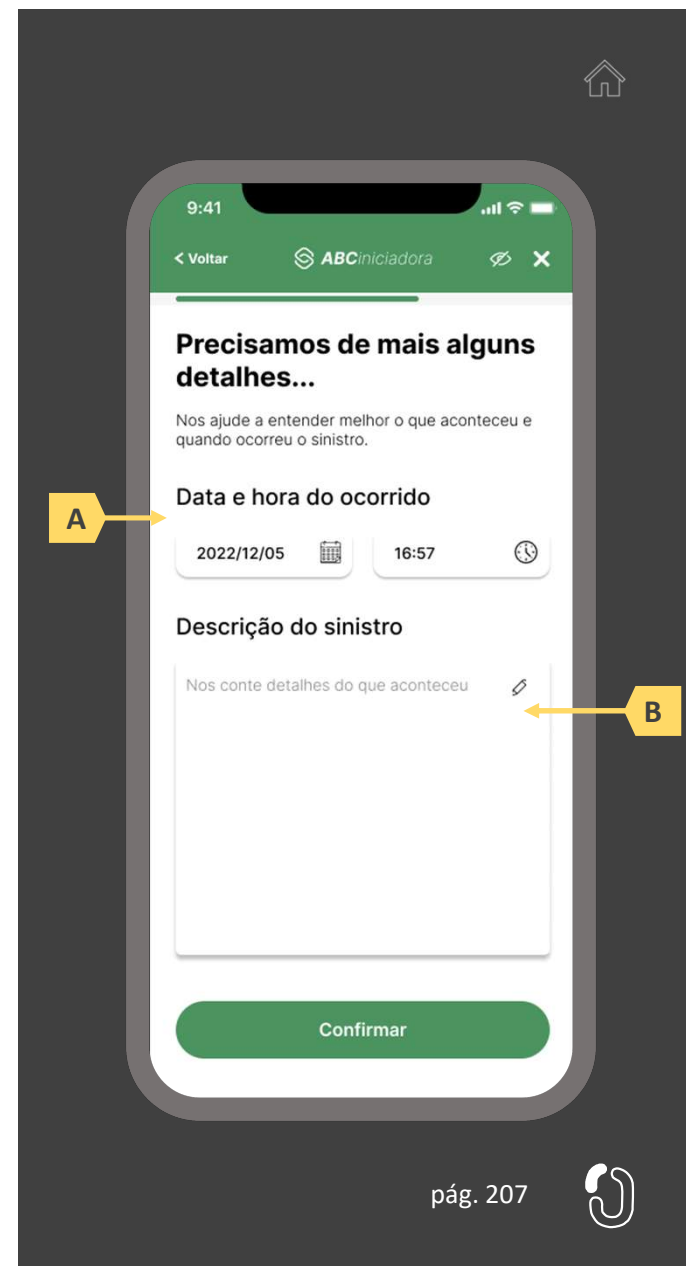 9:41
< Voltar ABCiniciadora
Precisamos de mais alguns
detalhes...
Nos ajude a entender melhor o que aconteceu e
quando ocorreu o sinistro.
Data e hora do ocorrido
A
2022/12/05 16:57
Descrição do sinistro
Nos conte detalhes do que aconteceu
B
Confirmar
pág. 207